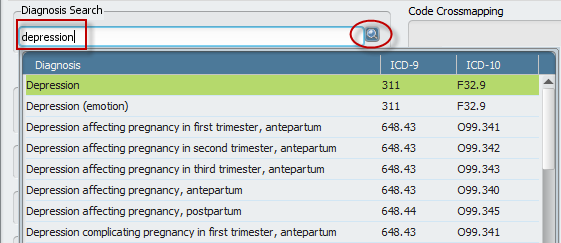 Diagnosis Search Code Crossmapping
depression
Diagnosis ICD-9 ICD-10
Depression 311 F32.9
Depression (emotion) 311 F32.9
Depression affecting pregnancy in first trimester, antepartum 648.43 O99.341
Depression affecting pregnancy in second trimester, antepartum 648.43 O99.342
Depression affecting pregnancy in third trimester, antepartum 648.43 O99.343
Depression affecting pregnancy, antepartum 648.43 O99.340
Depression affecting pregnancy, postpartum 648.44 O99.345
Depression complicating pregnancy in first trimester, antepartum 648.43 O99.341